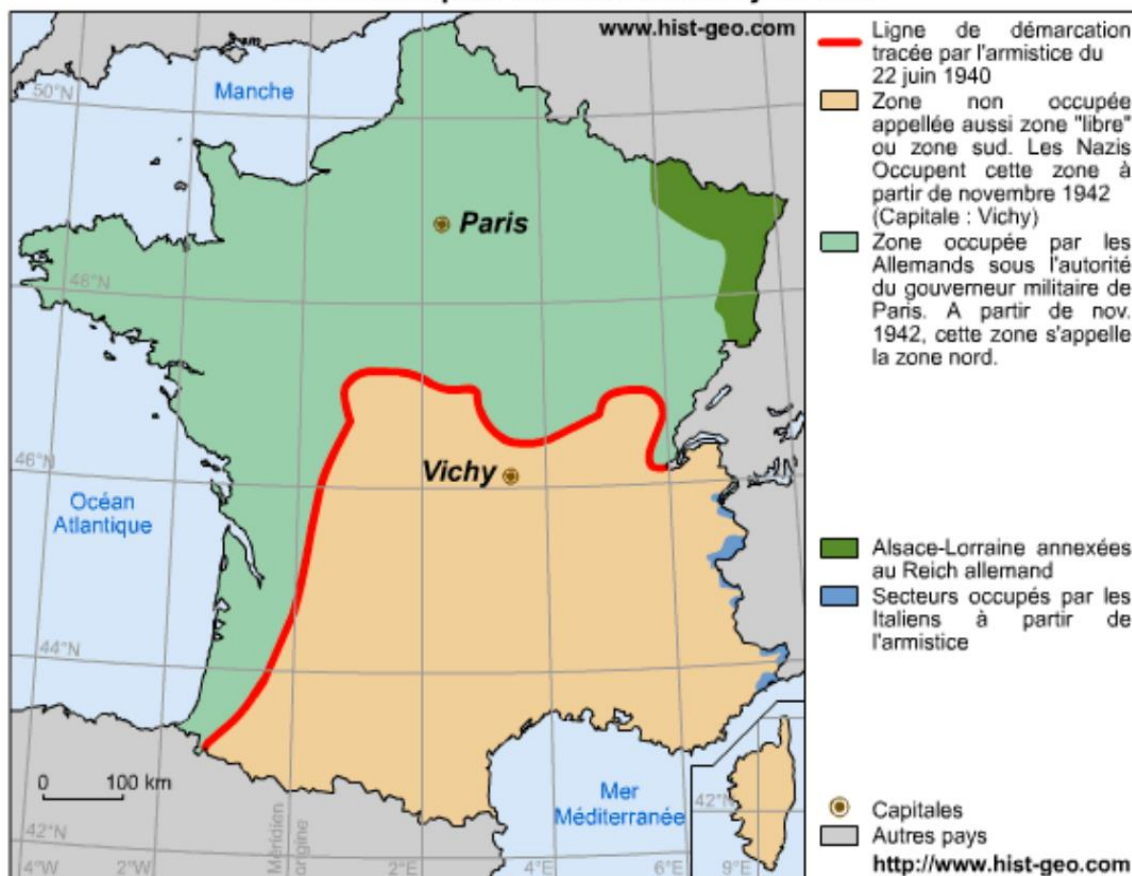 www.hist-geo.com
50°N
Manche
Paris
48°N
46°N
Vichy
Océan
Atlantique
44°N
0 100 km
Mer
Méditerranée
42°N
42°N
Méridien
origine
4°W
2°W
2°E
4°E
6°E
9°E
Ligne de démarcation
tracée par l'armistice du
22 juin 1940
Zone non occupée
appellée aussi zone "libre"
ou zone sud. Les Nazis
Occupent cette zone à
partir de novembre 1942
(Capitale : Vichy)
Zone occupée par les
Allemands sous l'autorité
du gouverneur militaire de
Paris. A partir de nov.
1942, cette zone s'appelle
la zone nord.
Alsace-Lorraine annexées
au Reich allemand
Secteurs occupés par les
Italiens à partir de
l'armistice
Capitales
Autres pays
http://www.hist-geo.com